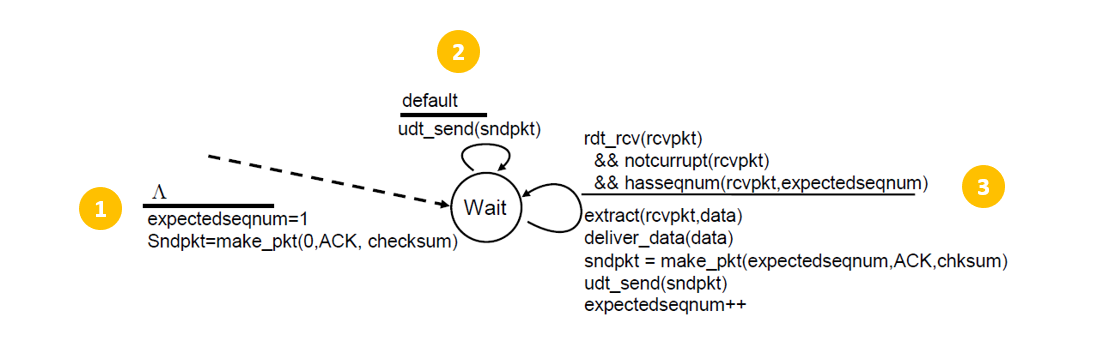 2
default
udt_send(sndpkt)
rdt_rcv(rcvpkt)
&& notcurrupt(rcvpkt)
&& hasseqnum(rcvpkt,expectedseqnum)
3
1
Λ
expectedseqnum=1
Sndpkt=make_pkt(0,ACK, checksum)
Wait
extract(rcvpkt,data)
deliver_data(data)
sndpkt = make_pkt(expectedseqnum,ACK,chksum)
udt_send(sndpkt)
expectedseqnum++